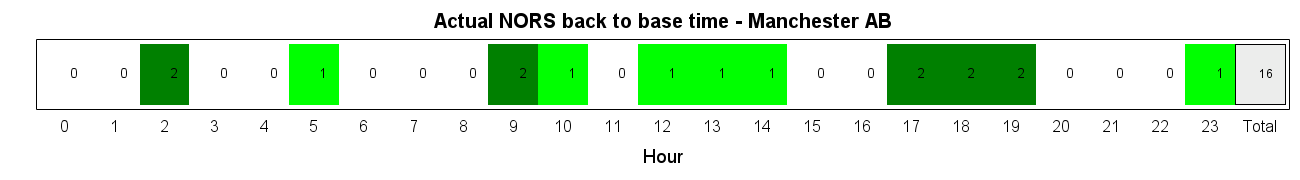 Actual NORS back to base time - Manchester AB
0 0 2 0 0 1 0 0 0 2 1 0 1 1 1 0 0 2 2 2 0 0 0 1 16
0 1 2 3 4 5 6 7 8 9 10 11 12 13 14 15 16 17 18 19 20 21 22 23 Total
Hour